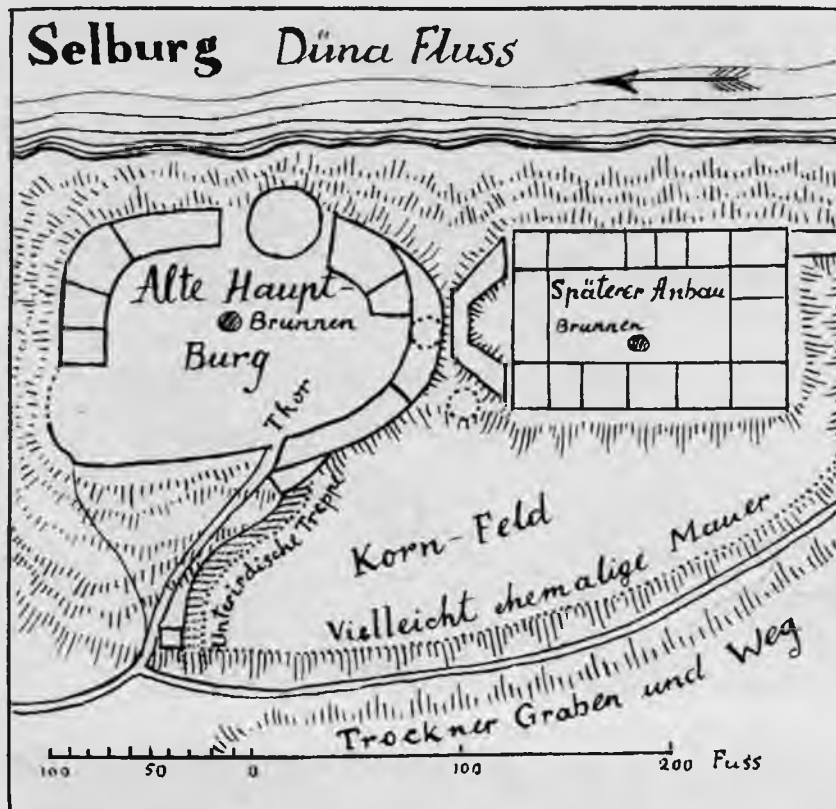 Selburg Düna Fluss
Alte Haupt-
Burg
Brunnen
Späterer Anbau
Brunnen
Thor
Unterirdische Treppe
Korn-Feld
Vielleicht ehemalige Mauer
Trockner Graben und Weg
100 50 0 100 200 Fuss